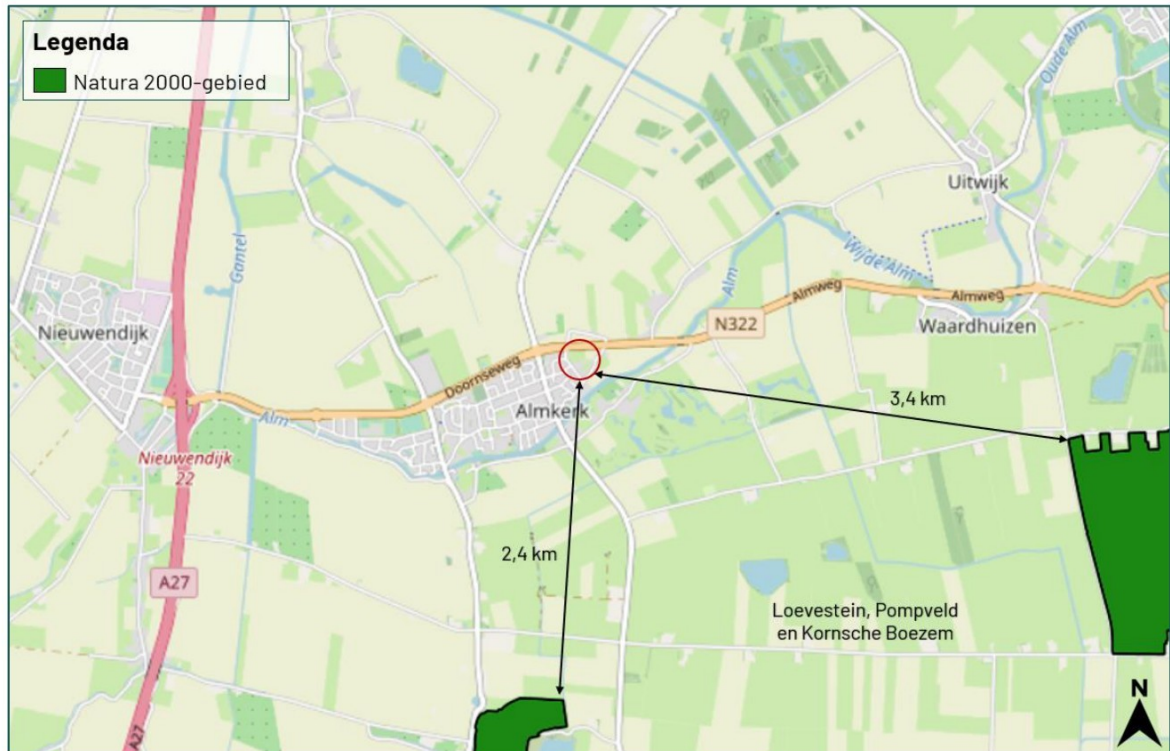 Legenda
Natura 2000-gebied
Oude Alm
Uitwijk
Gantel
Wijde Alm
Alm
Almweg
Almweg
N322
Nieuwendijk
Waardhuizen
Doornseweg
3,4 km
Almkerk
Alm
Nieuwendijk
22
2,4 km
A27
Loevestein, Pompveld
en Kornsche Boezem
N
A27